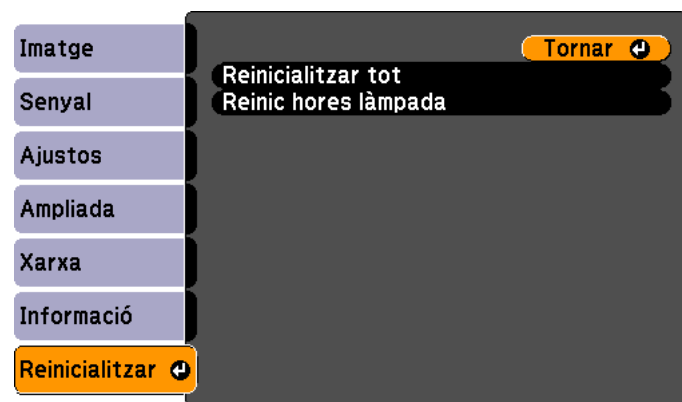 Imatge
Senyal
Ajustos
Ampliada
Xarxa
Informació
Reinicialitzar
Tornar
Reinicialitzar tot
Reinic hores làmpada